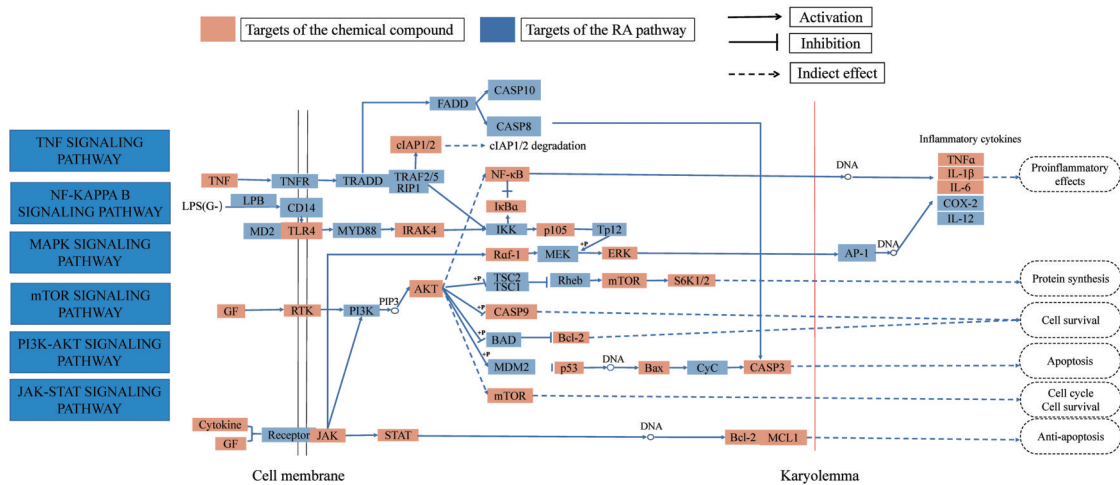 Targets of the chemical compound
Targets of the RA pathway
Activation
Inhibition
Indirect effect
TNF SIGNALING
PATHWAY
NF-KAPPA B
SIGNALING PATHWAY
MAPK SIGNALING
PATHWAY
mTOR SIGNALING
PATHWAY
PI3K-AKT SIGNALING
PATHWAY
JAK-STAT SIGNALING
PATHWAY
CASP10
FADD
CASP8
cIAP1/2
cIAP1/2 degradation
TNF
TNFR
TRADD
TRAF2/5
RIP1
NF-κB
DNA
Inflammatory cytokines
TNFα
IL-1β
IL-6
COX-2
IL-12
Proinflammatory
effects
LPS(G-)
LPB
CD14
IκBα
MD2
TLR4
MYD88
IRAK4
IKK
p105
Tp12
+P
Raf-1
MEK
ERK
AP-1
DNA
+P
TSC2
TSC1
Rheb
mTOR
S6K1/2
Protein synthesis
GF
RTK
PI3K
PIP3
AKT
+P
CASP9
Cell survival
+P
BAD
Bcl-2
+P
MDM2
p53
DNA
Bax
CyC
CASP3
Apoptosis
mTOR
Cell cycle
Cell survival
Cytokine
GF
Receptor
JAK
STAT
DNA
Bcl-2
MCL1
Anti-apoptosis
Cell membrane
Karyolemma